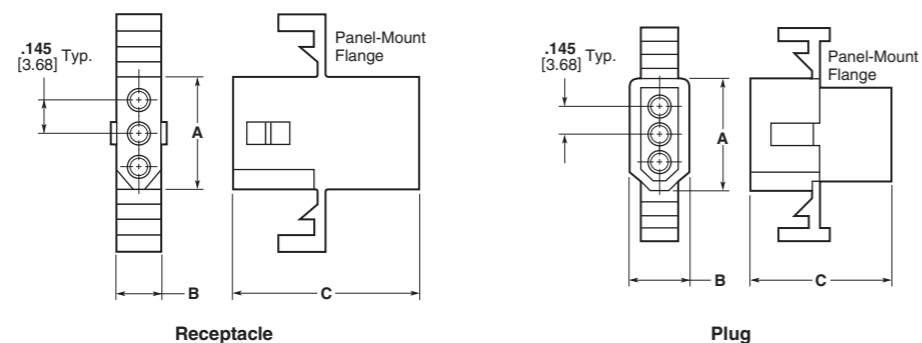 .145
[3.68] Typ.
Panel-Mount
Flange
A
B
C
Receptacle
.145
[3.68] Typ.
Panel-Mount
Flange
A
B
C
Plug